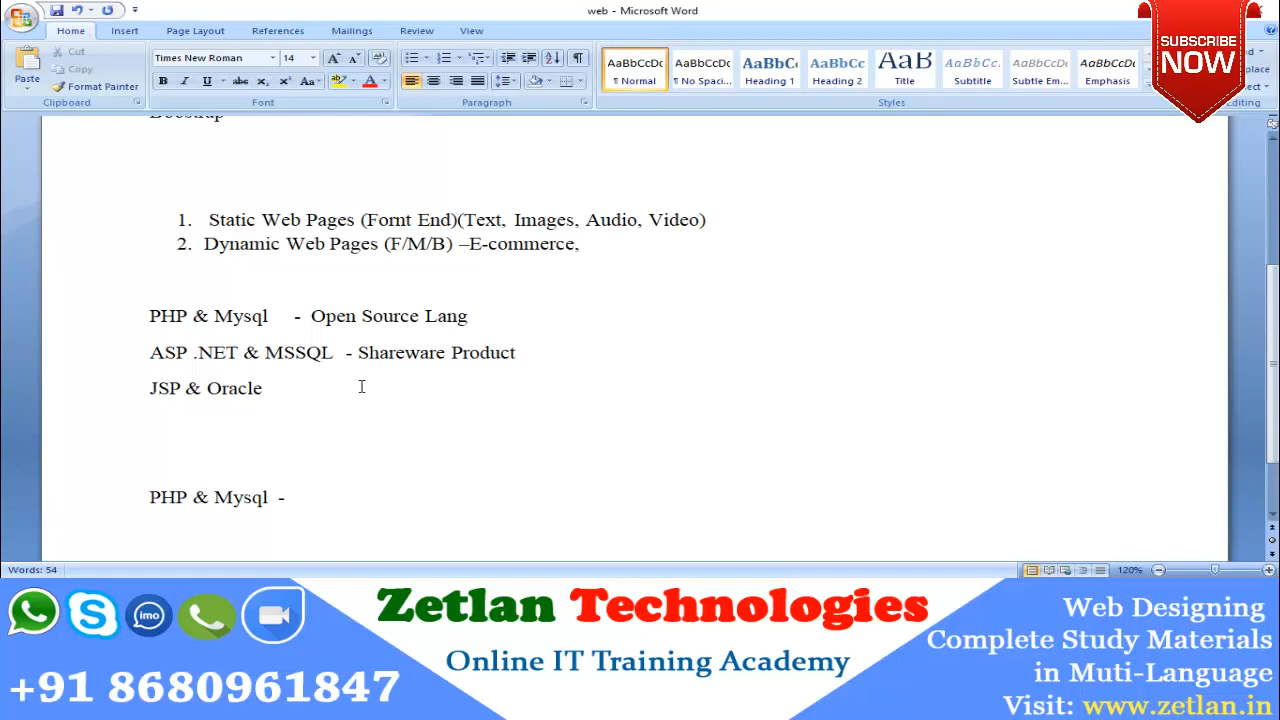 web - Microsoft Word
Home Insert Page Layout References Mailings Review View
SUBSCRIBE
NOW
Paste
Cut
Copy
Format Painter
Clipboard
Times New Roman 14
Font
Paragraph
AaBbCcDc AaBbCcDc AaBbC AaBbCc AaB AaBbCc. AaBbCcDc AaBbCcDc
¶ Normal ¶ No Spaci... Heading 1 Heading 2 Title Subtitle Subtle Em... Emphasis
Styles
Editing
Boostrap
1. Static Web Pages (Fornt End)(Text, Images, Audio, Video)
2. Dynamic Web Pages (F/M/B) –E-commerce,
PHP & Mysql - Open Source Lang
ASP .NET & MSSQL - Shareware Product
JSP & Oracle
PHP & Mysql -
Words: 54
120%
imo
Zetlan Technologies
Online IT Training Academy
+91 8680961847
Web Designing
Complete Study Materials
in Muti-Language
Visit: www.zetlan.in